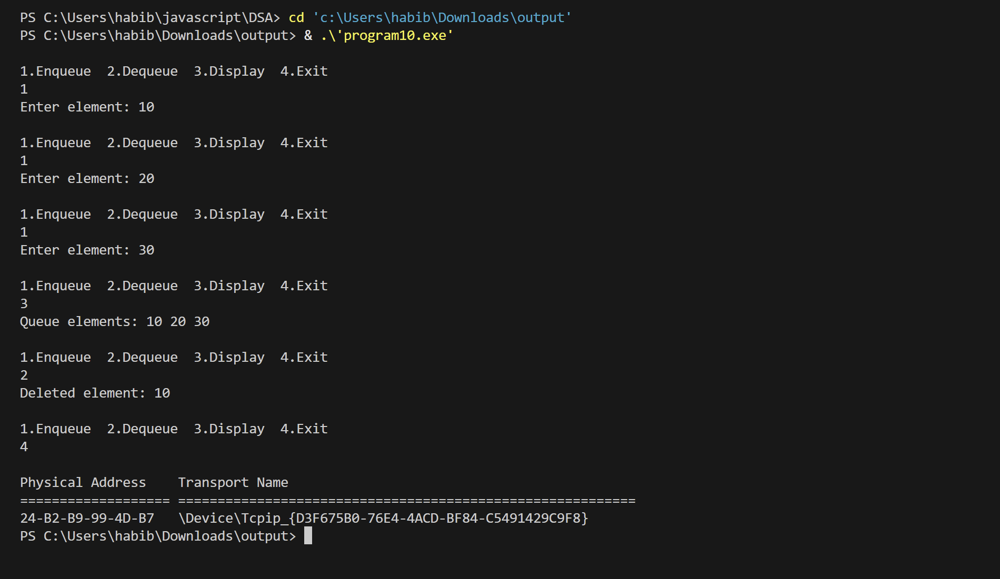 PS C:\Users\habib\javascript\DSA> cd 'c:\Users\habib\Downloads\output'
PS C:\Users\habib\Downloads\output> & .\'program10.exe'
1.Enqueue  2.Dequeue  3.Display  4.Exit
1
Enter element: 10
1.Enqueue  2.Dequeue  3.Display  4.Exit
1
Enter element: 20
1.Enqueue  2.Dequeue  3.Display  4.Exit
1
Enter element: 30
1.Enqueue  2.Dequeue  3.Display  4.Exit
3
Queue elements: 10 20 30
1.Enqueue  2.Dequeue  3.Display  4.Exit
2
Deleted element: 10
1.Enqueue  2.Dequeue  3.Display  4.Exit
4
Physical Address    Transport Name
=================== ==========================================================
24-B2-B9-99-4D-B7   \Device\Tcpip_{D3F675B0-76E4-4ACD-BF84-C5491429C9F8}
PS C:\Users\habib\Downloads\output>